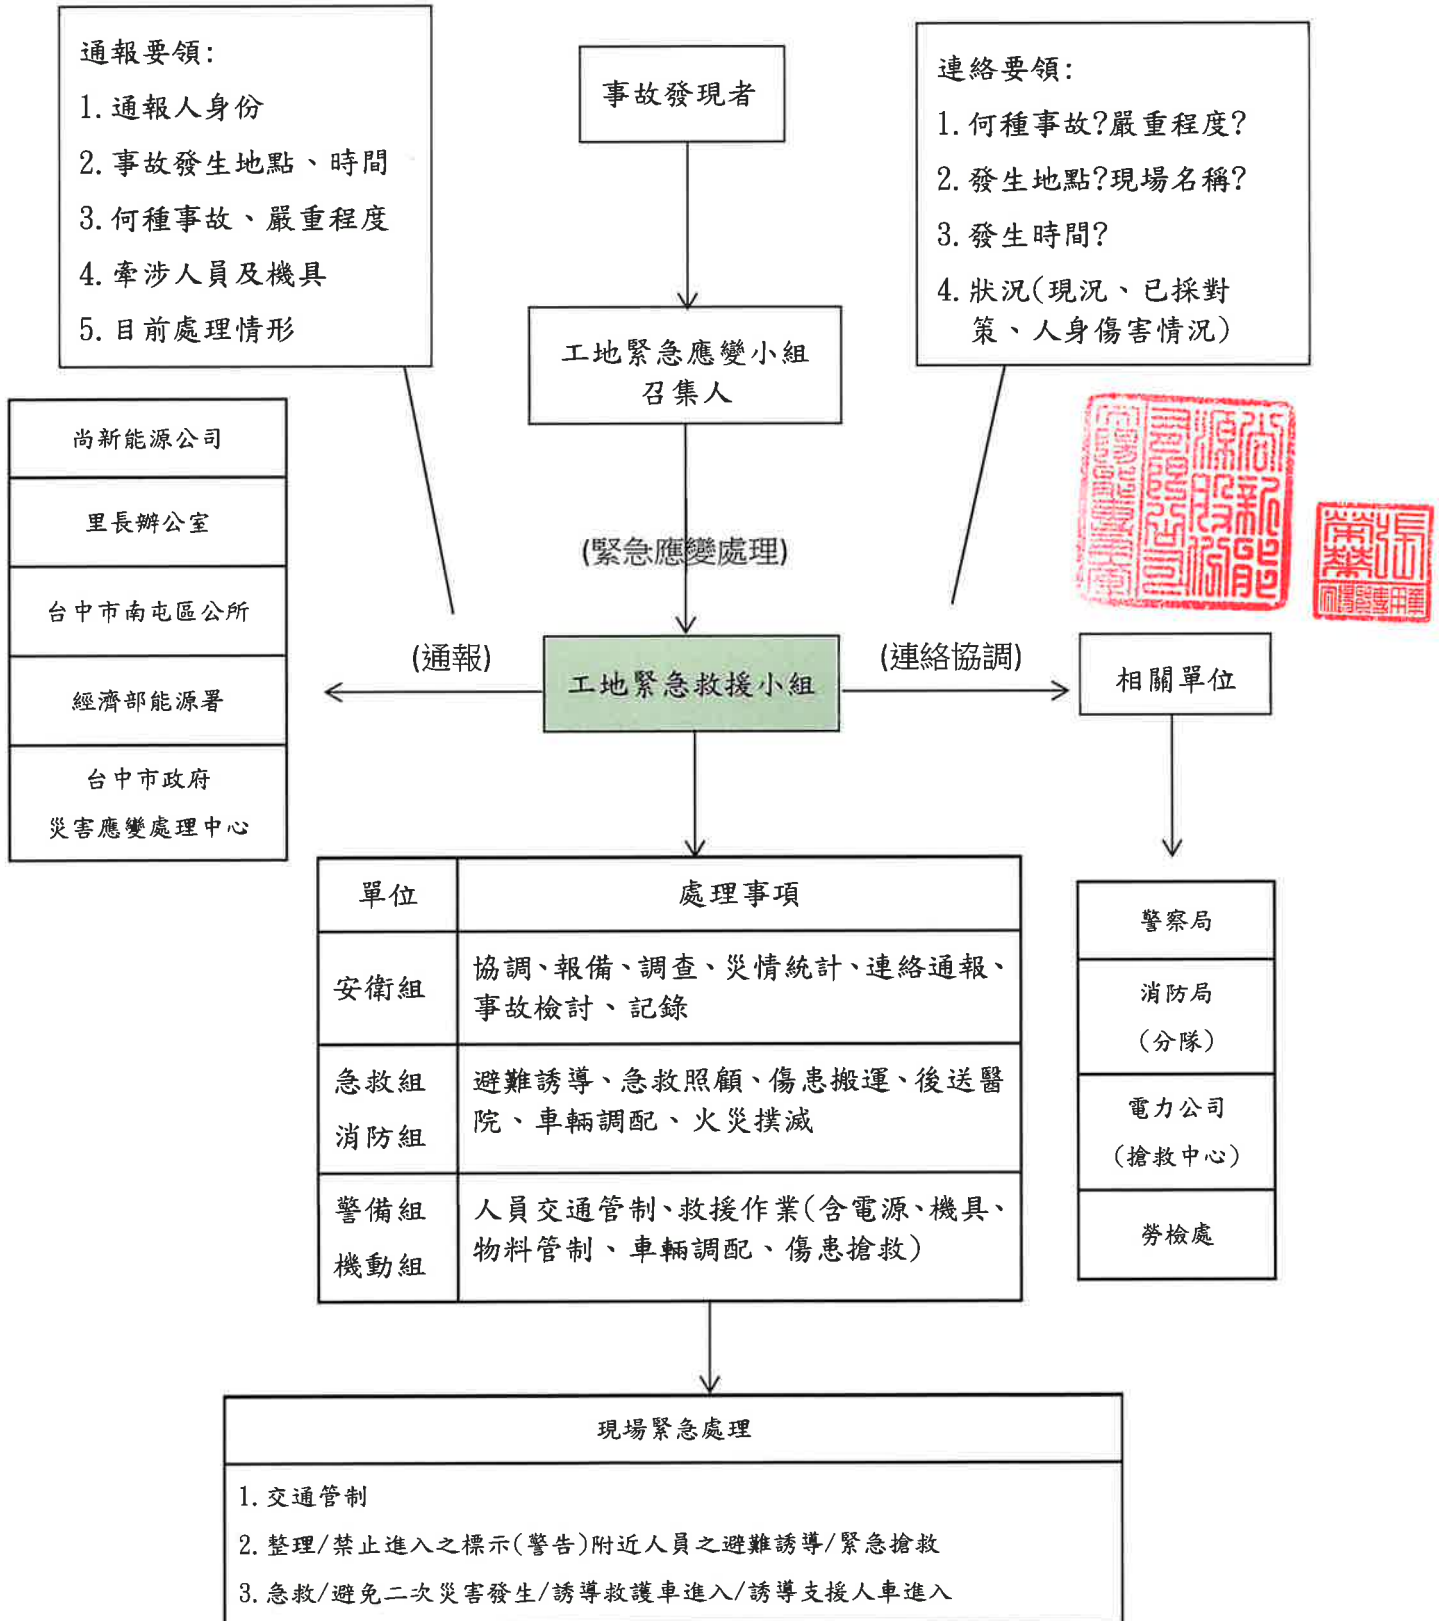 通報要領:
1.通報人身份
2.事故發生地點、時間
3.何種事故、嚴重程度
4.牽涉人員及機具
5.目前處理情形
事故發現者
連絡要領:
1.何種事故?嚴重程度?
2.發生地點?現場名稱?
3.發生時間?
4.狀況(現況、已採對
策、人身傷害情況)
工地緊急應變小組
召集人
尚新能源公司
里長辦公室
台中市南屯區公所
經濟部能源署
台中市政府
災害應變處理中心
(緊急應變處理)
(通報)
工地緊急救援小組
(連絡協調)
相關單位
尚新能
源股份
有限公司
張
榮
單位
處理事項
安衛組
協調、報備、調查、災情統計、連絡通報、
事故檢討、記錄
急救組
消防組
避難誘導、急救照顧、傷患搬運、後送醫
院、車輛調配、火災撲滅
警備組
機動組
人員交通管制、救援作業(含電源、機具、
物料管制、車輛調配、傷患搶救)
警察局
消防局
(分隊)
電力公司
(搶救中心)
勞檢處
現場緊急處理
1.交通管制
2.整理/禁止進入之標示(警告)附近人員之避難誘導/緊急搶救
3.急救/避免二次災害發生/誘導救護車進入/誘導支援人車進入